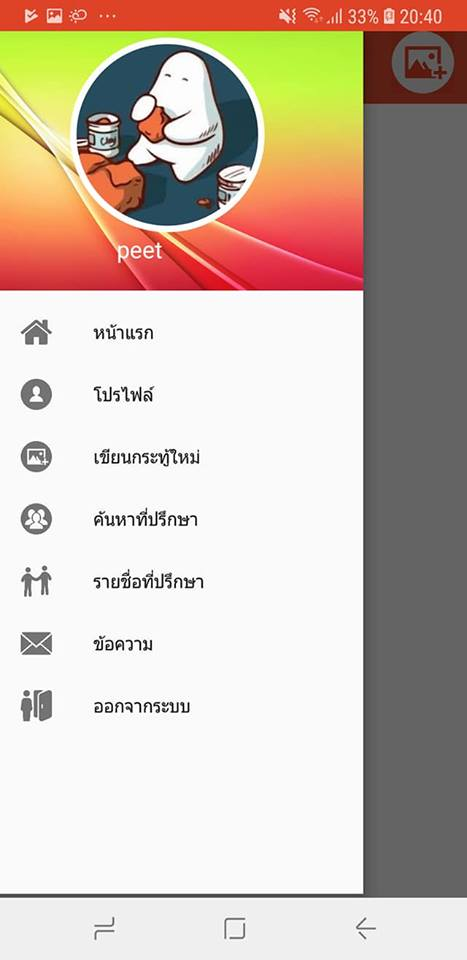 33% 20:40
Clay
peet
หน้าแรก
โปรไฟล์
เขียนกระทู้ใหม่
ค้นหาที่ปรึกษา
รายชื่อที่ปรึกษา
ข้อความ
ออกจากระบบ